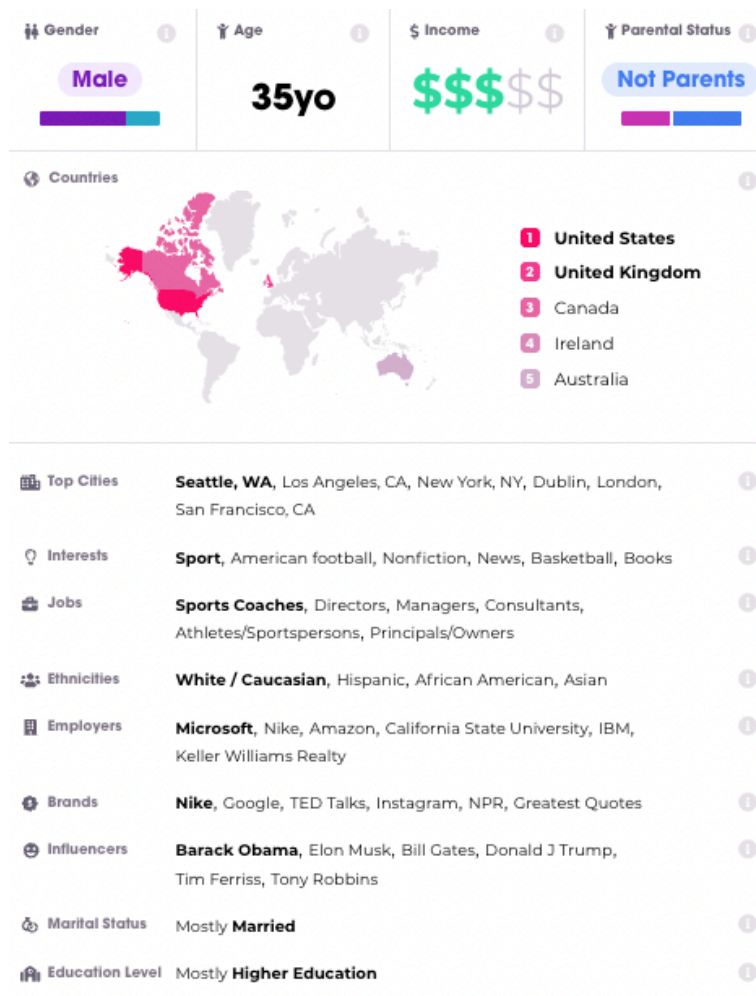 Gender
Age
$ Income
Parental Status
Male
35yo
$$$$$
Not Parents
Countries
1 United States
2 United Kingdom
3 Canada
4 Ireland
5 Australia
Top Cities
Seattle, WA, Los Angeles, CA, New York, NY, Dublin, London,
San Francisco, CA
Interests
Sport, American football, Nonfiction, News, Basketball, Books
Jobs
Sports Coaches, Directors, Managers, Consultants,
Athletes/Sportspersons, Principals/Owners
Ethnicities
White / Caucasian, Hispanic, African American, Asian
Employers
Microsoft, Nike, Amazon, California State University, IBM,
Keller Williams Realty
Brands
Nike, Google, TED Talks, Instagram, NPR, Greatest Quotes
Influencers
Barack Obama, Elon Musk, Bill Gates, Donald J Trump,
Tim Ferriss, Tony Robbins
Marital Status
Mostly Married
Education Level
Mostly Higher Education